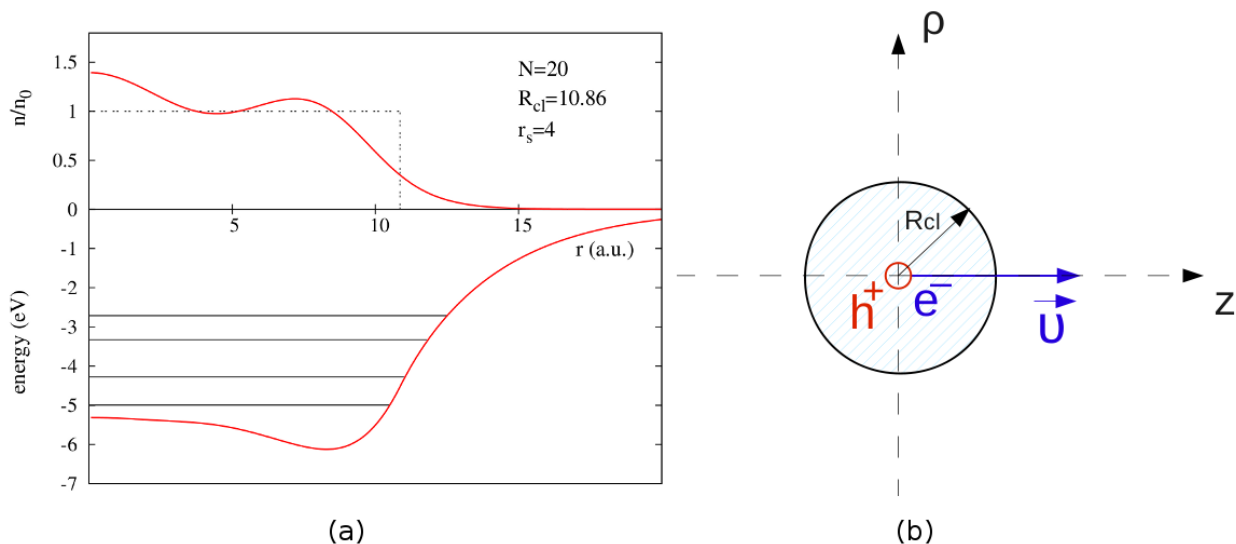 1.5
1
0.5
0
-1
-2
-3
-4
-5
-6
-7
n/n0
energy (eV)
N=20
Rcl=10.86
rs=4
5
10
15
r (a.u.)
(a)
ρ
Rcl
h+
e−
υ
z
(b)